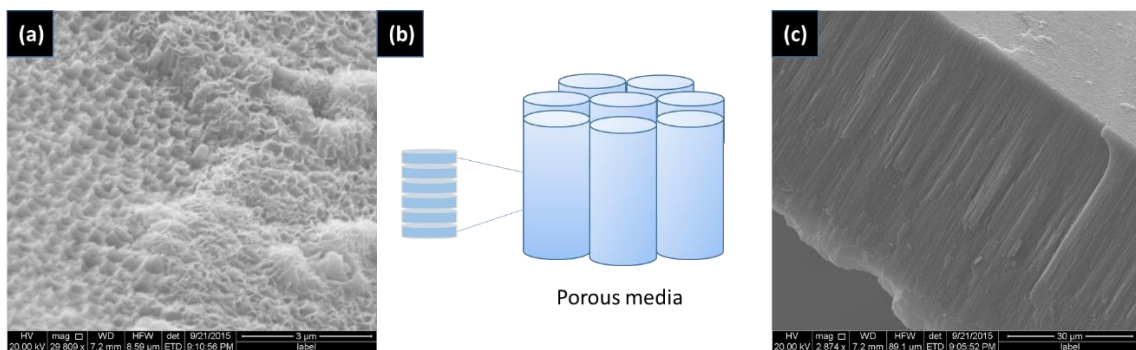 (a)
HV mag □ WD HFW det 9/21/2015 3 µm
20.00 kV 29 809 x 7.2 mm 8.59 µm ETD 9:10:56 PM label
(b)
Porous media
(c)
HV mag □ WD HFW det 9/21/2015 30 µm
20.00 kV 2 874 x 7.2 mm 89.1 µm ETD 9:05:52 PM label